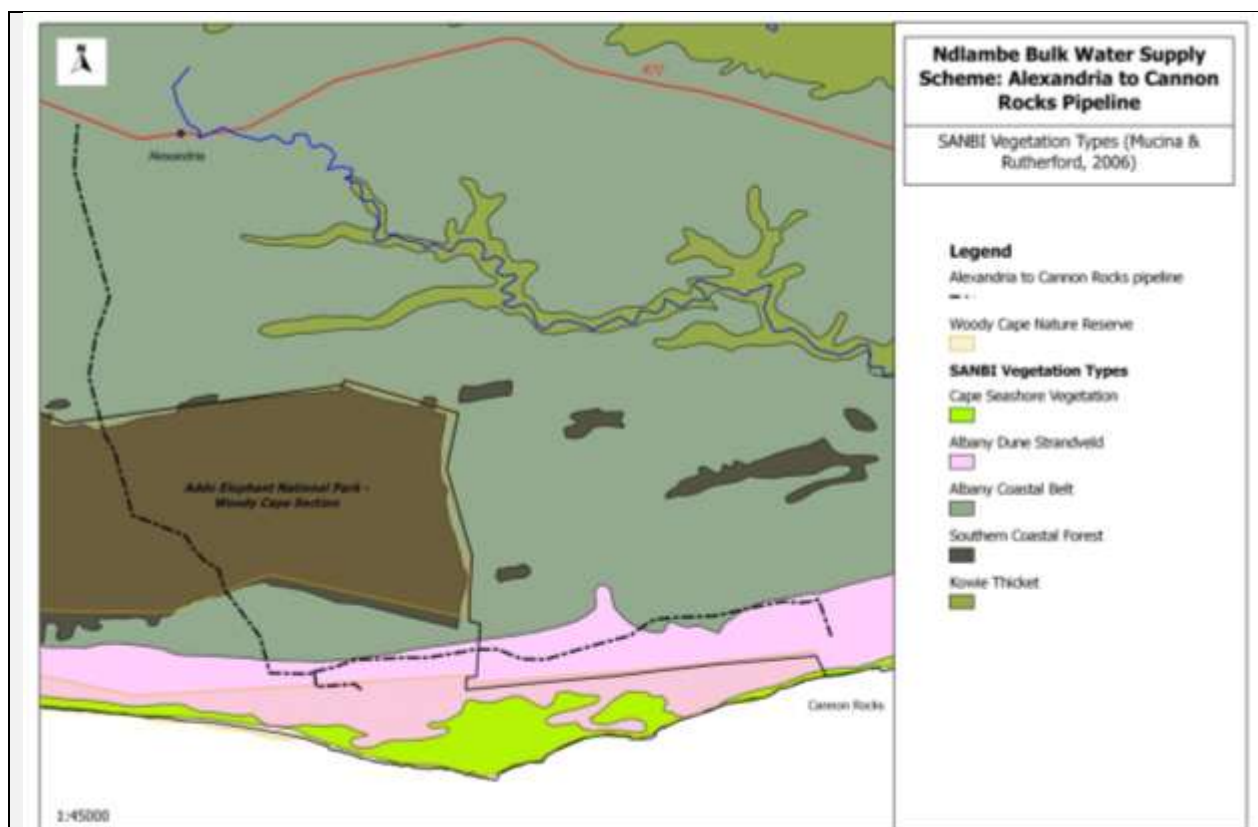 N
R72
Alexandria
Addo Elephant National Park -
Woody Cape Section
Cannon Rocks
1:45000
Ndlambe Bulk Water Supply
Scheme: Alexandria to Cannon
Rocks Pipeline
SANBI Vegetation Types (Mucina &
Rutherford, 2006)
Legend
Alexandria to Cannon Rocks pipeline
Woody Cape Nature Reserve
SANBI Vegetation Types
Cape Seashore Vegetation
Albany Dune Strandveld
Albany Coastal Belt
Southern Coastal Forest
Kowie Thicket